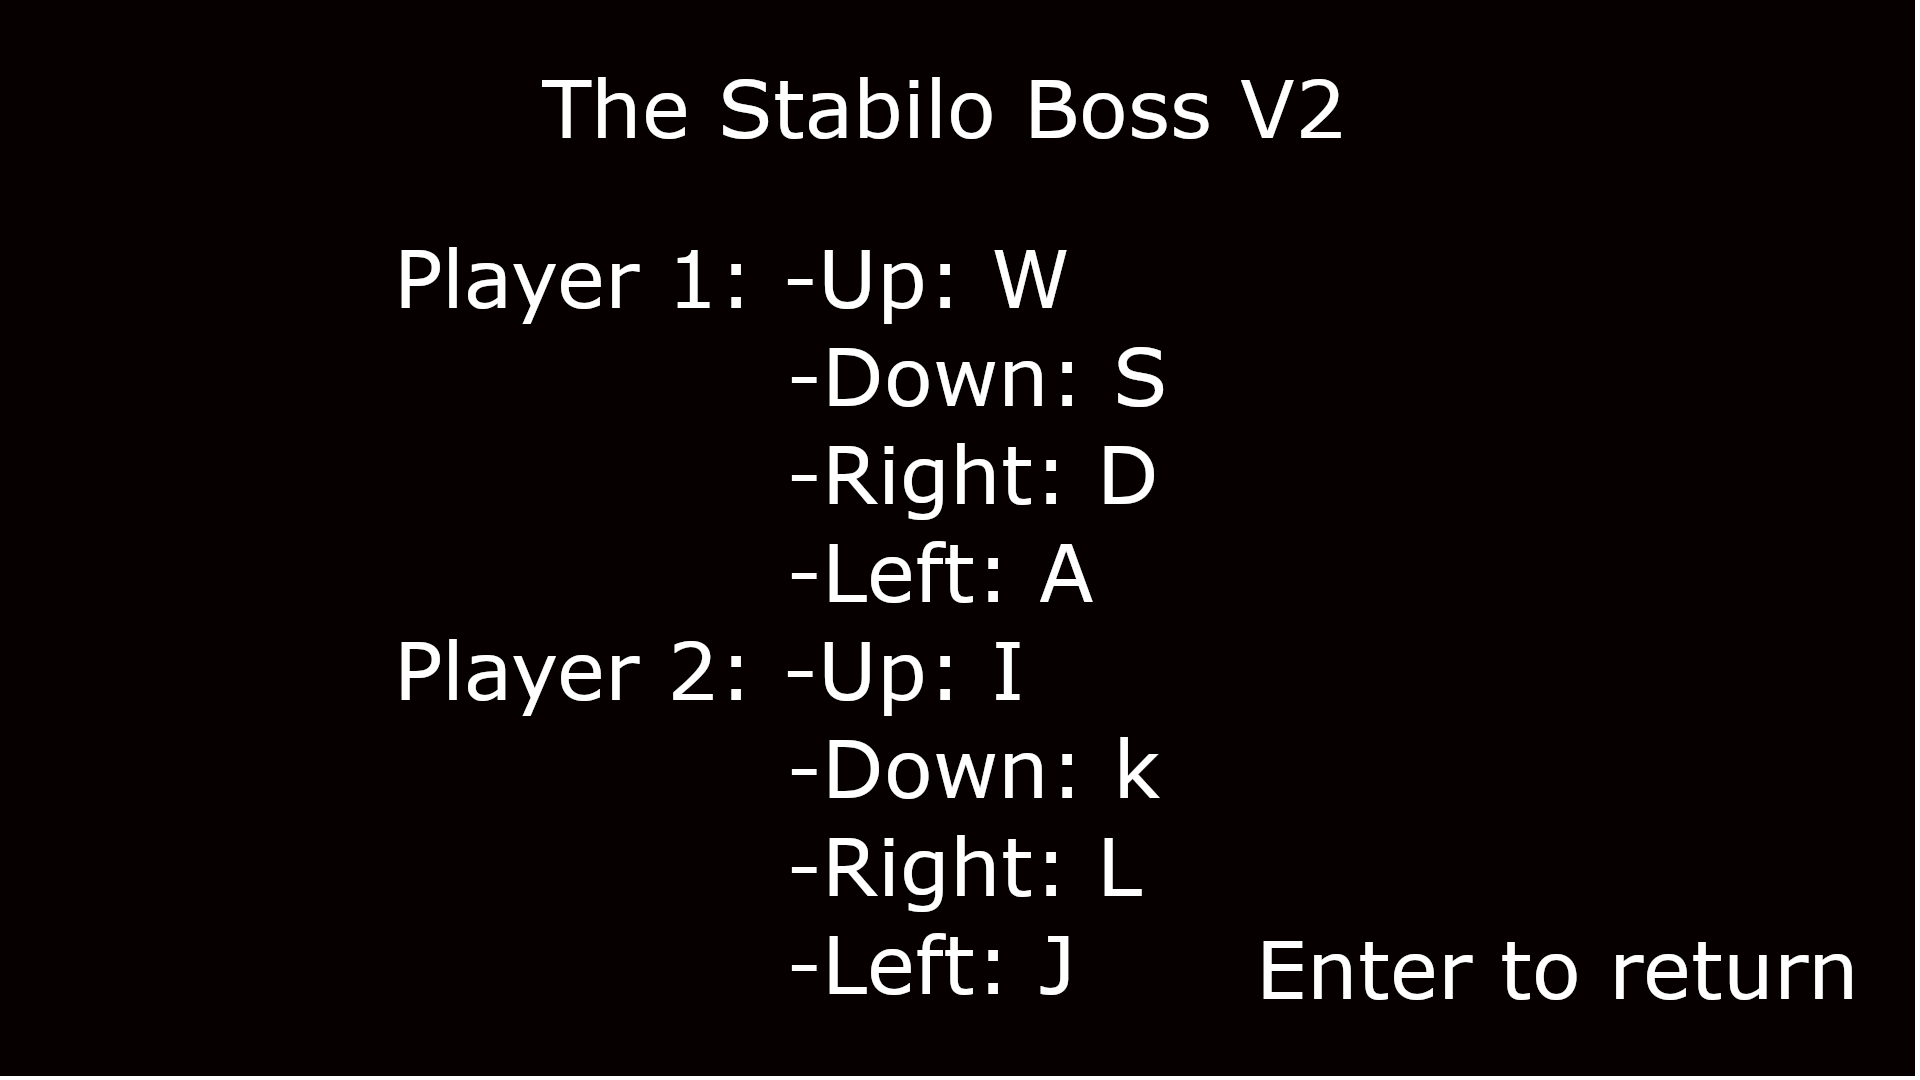 The Stabilo Boss V2
Player 1: -Up: W
-Down: S
-Right: D
-Left: A
Player 2: -Up: I
-Down: k
-Right: L
-Left: J
Enter to return